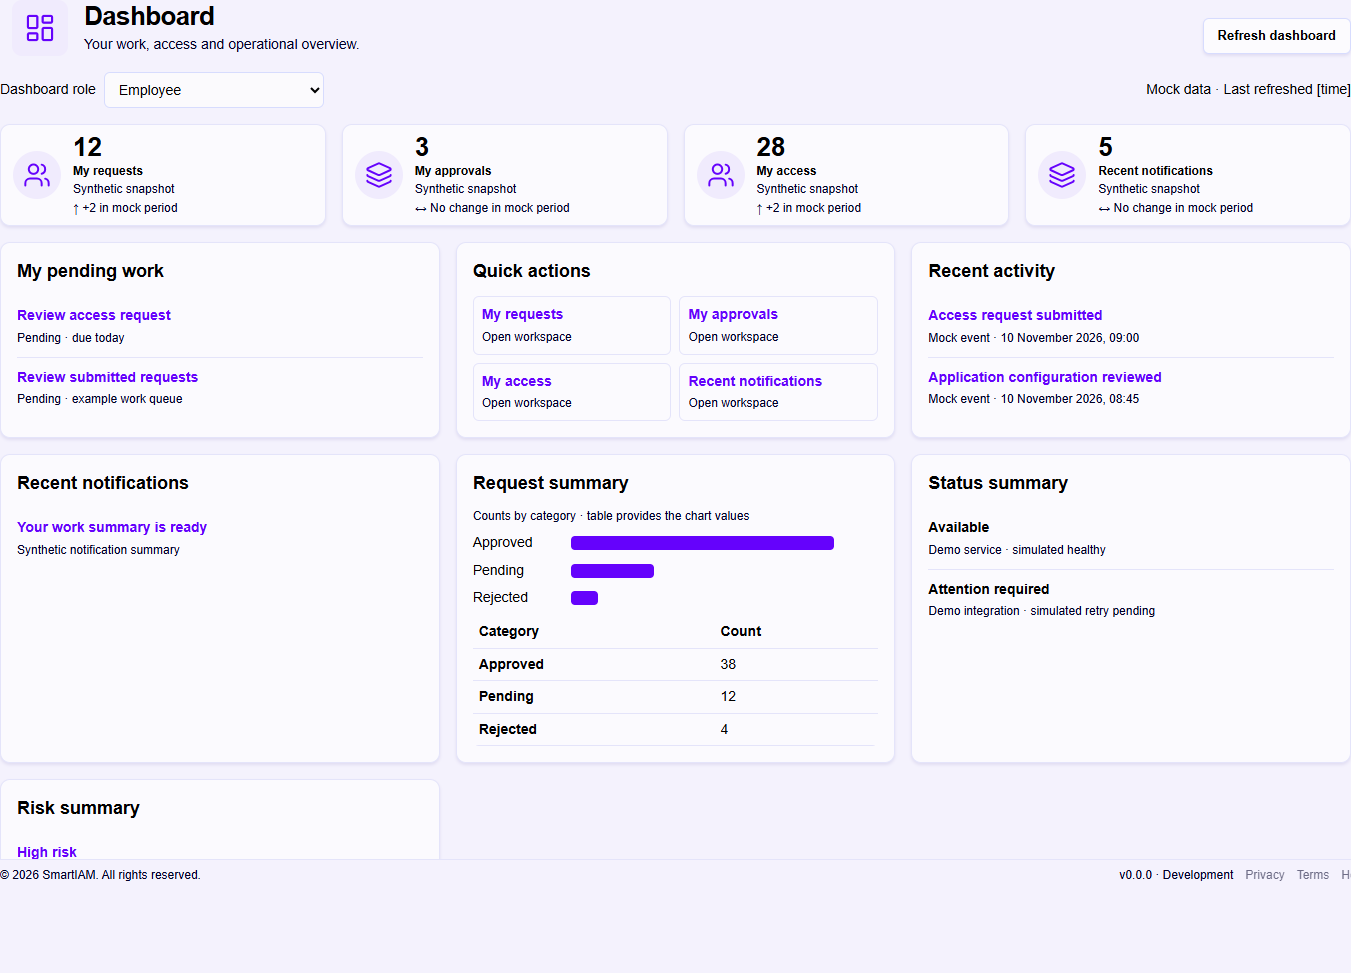 Dashboard
Your work, access and operational overview.
Refresh dashboard
Dashboard role
Employee
Mock data · Last refreshed [time]
12
My requests
Synthetic snapshot
↑ +2 in mock period
3
My approvals
Synthetic snapshot
↔ No change in mock period
28
My access
Synthetic snapshot
↑ +2 in mock period
5
Recent notifications
Synthetic snapshot
↔ No change in mock period
My pending work
Review access request
Pending · due today
Review submitted requests
Pending · example work queue
Quick actions
My requests
Open workspace
My approvals
Open workspace
My access
Open workspace
Recent notifications
Open workspace
Recent activity
Access request submitted
Mock event · 10 November 2026, 09:00
Application configuration reviewed
Mock event · 10 November 2026, 08:45
Recent notifications
Your work summary is ready
Synthetic notification summary
Request summary
Counts by category · table provides the chart values
Approved
Pending
Rejected
Category Count
Approved 38
Pending 12
Rejected 4
Status summary
Available
Demo service · simulated healthy
Attention required
Demo integration · simulated retry pending
Risk summary
High risk
© 2026 SmartIAM. All rights reserved.
v0.0.0 · Development Privacy Terms